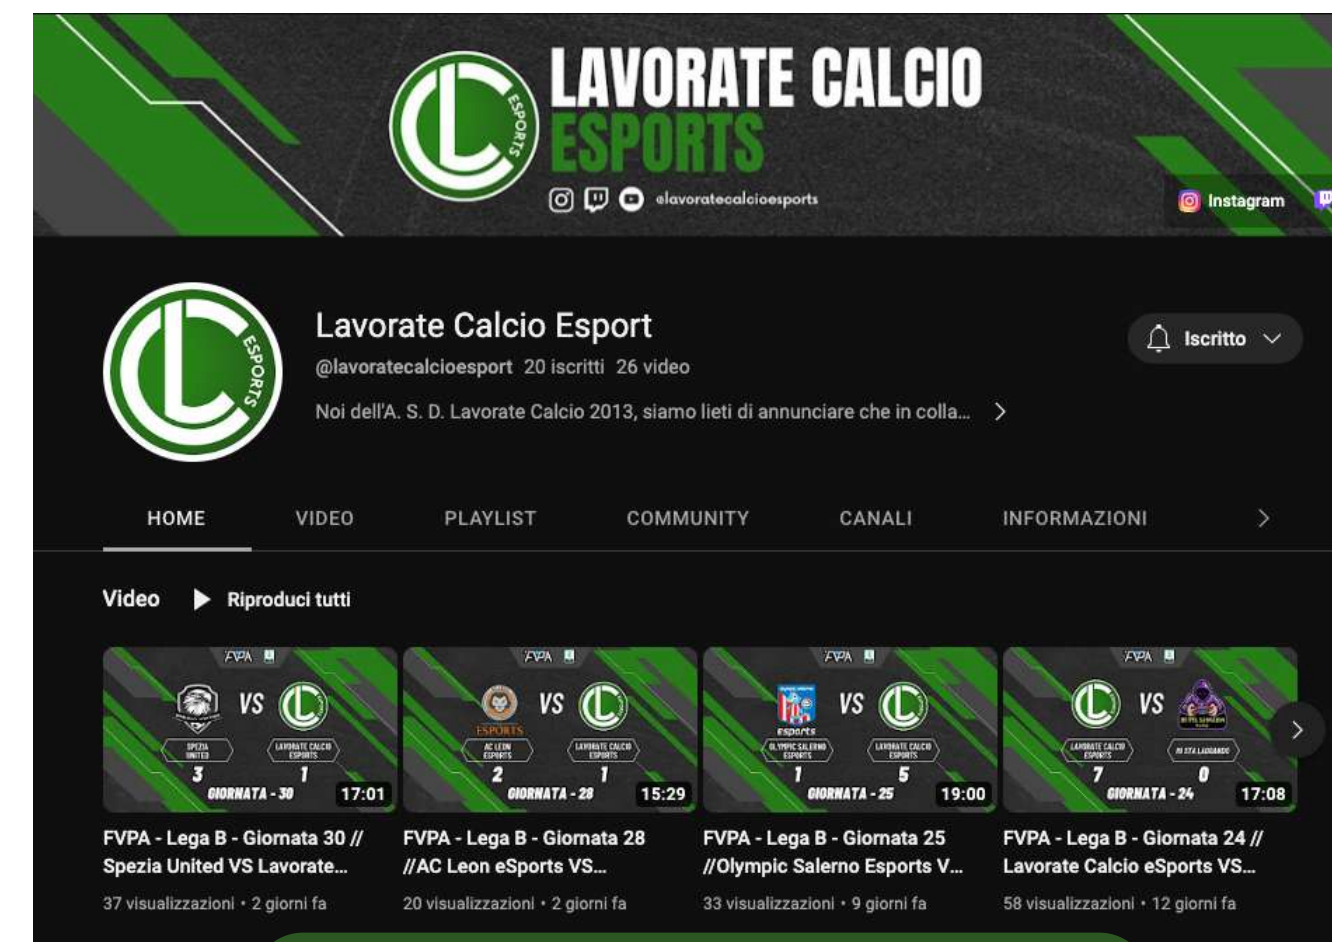 LAVORATE CALCIO
ESPORTS
ESPORTS
@lavoratecalcioesports
Instagram
ESPORTS
Lavorate Calcio Esport
@lavoratecalcioesport 20 iscritti 26 video
Iscritto
Noi dell'A. S. D. Lavorate Calcio 2013, siamo lieti di annunciare che in colla...
HOME VIDEO PLAYLIST COMMUNITY CANALI INFORMAZIONI
Video Riproduci tutti
FVPA
VS
SPEZIA
UNITED
LAVORATE CALCIO
ESPORTS
3 1
GIORNATA - 30
17:01
FVPA - Lega B - Giornata 30 //
Spezia United VS Lavorate...
37 visualizzazioni • 2 giorni fa
FVPA
VS
ESPORTS
AC LEON
ESPORTS
LAVORATE CALCIO
ESPORTS
2 1
GIORNATA - 28
15:29
FVPA - Lega B - Giornata 28
//AC Leon eSports VS...
20 visualizzazioni • 2 giorni fa
FVPA
VS
esports
OLYMPIC SALERNO
ESPORTS
LAVORATE CALCIO
ESPORTS
1 5
GIORNATA - 25
19:00
FVPA - Lega B - Giornata 25
//Olympic Salerno Esports V...
33 visualizzazioni • 9 giorni fa
FVPA
VS
LAVORATE CALCIO
ESPORTS
MI STA LAGGANDO
7 0
GIORNATA - 24
17:08
FVPA - Lega B - Giornata 24 //
Lavorate Calcio eSports VS...
58 visualizzazioni • 12 giorni fa